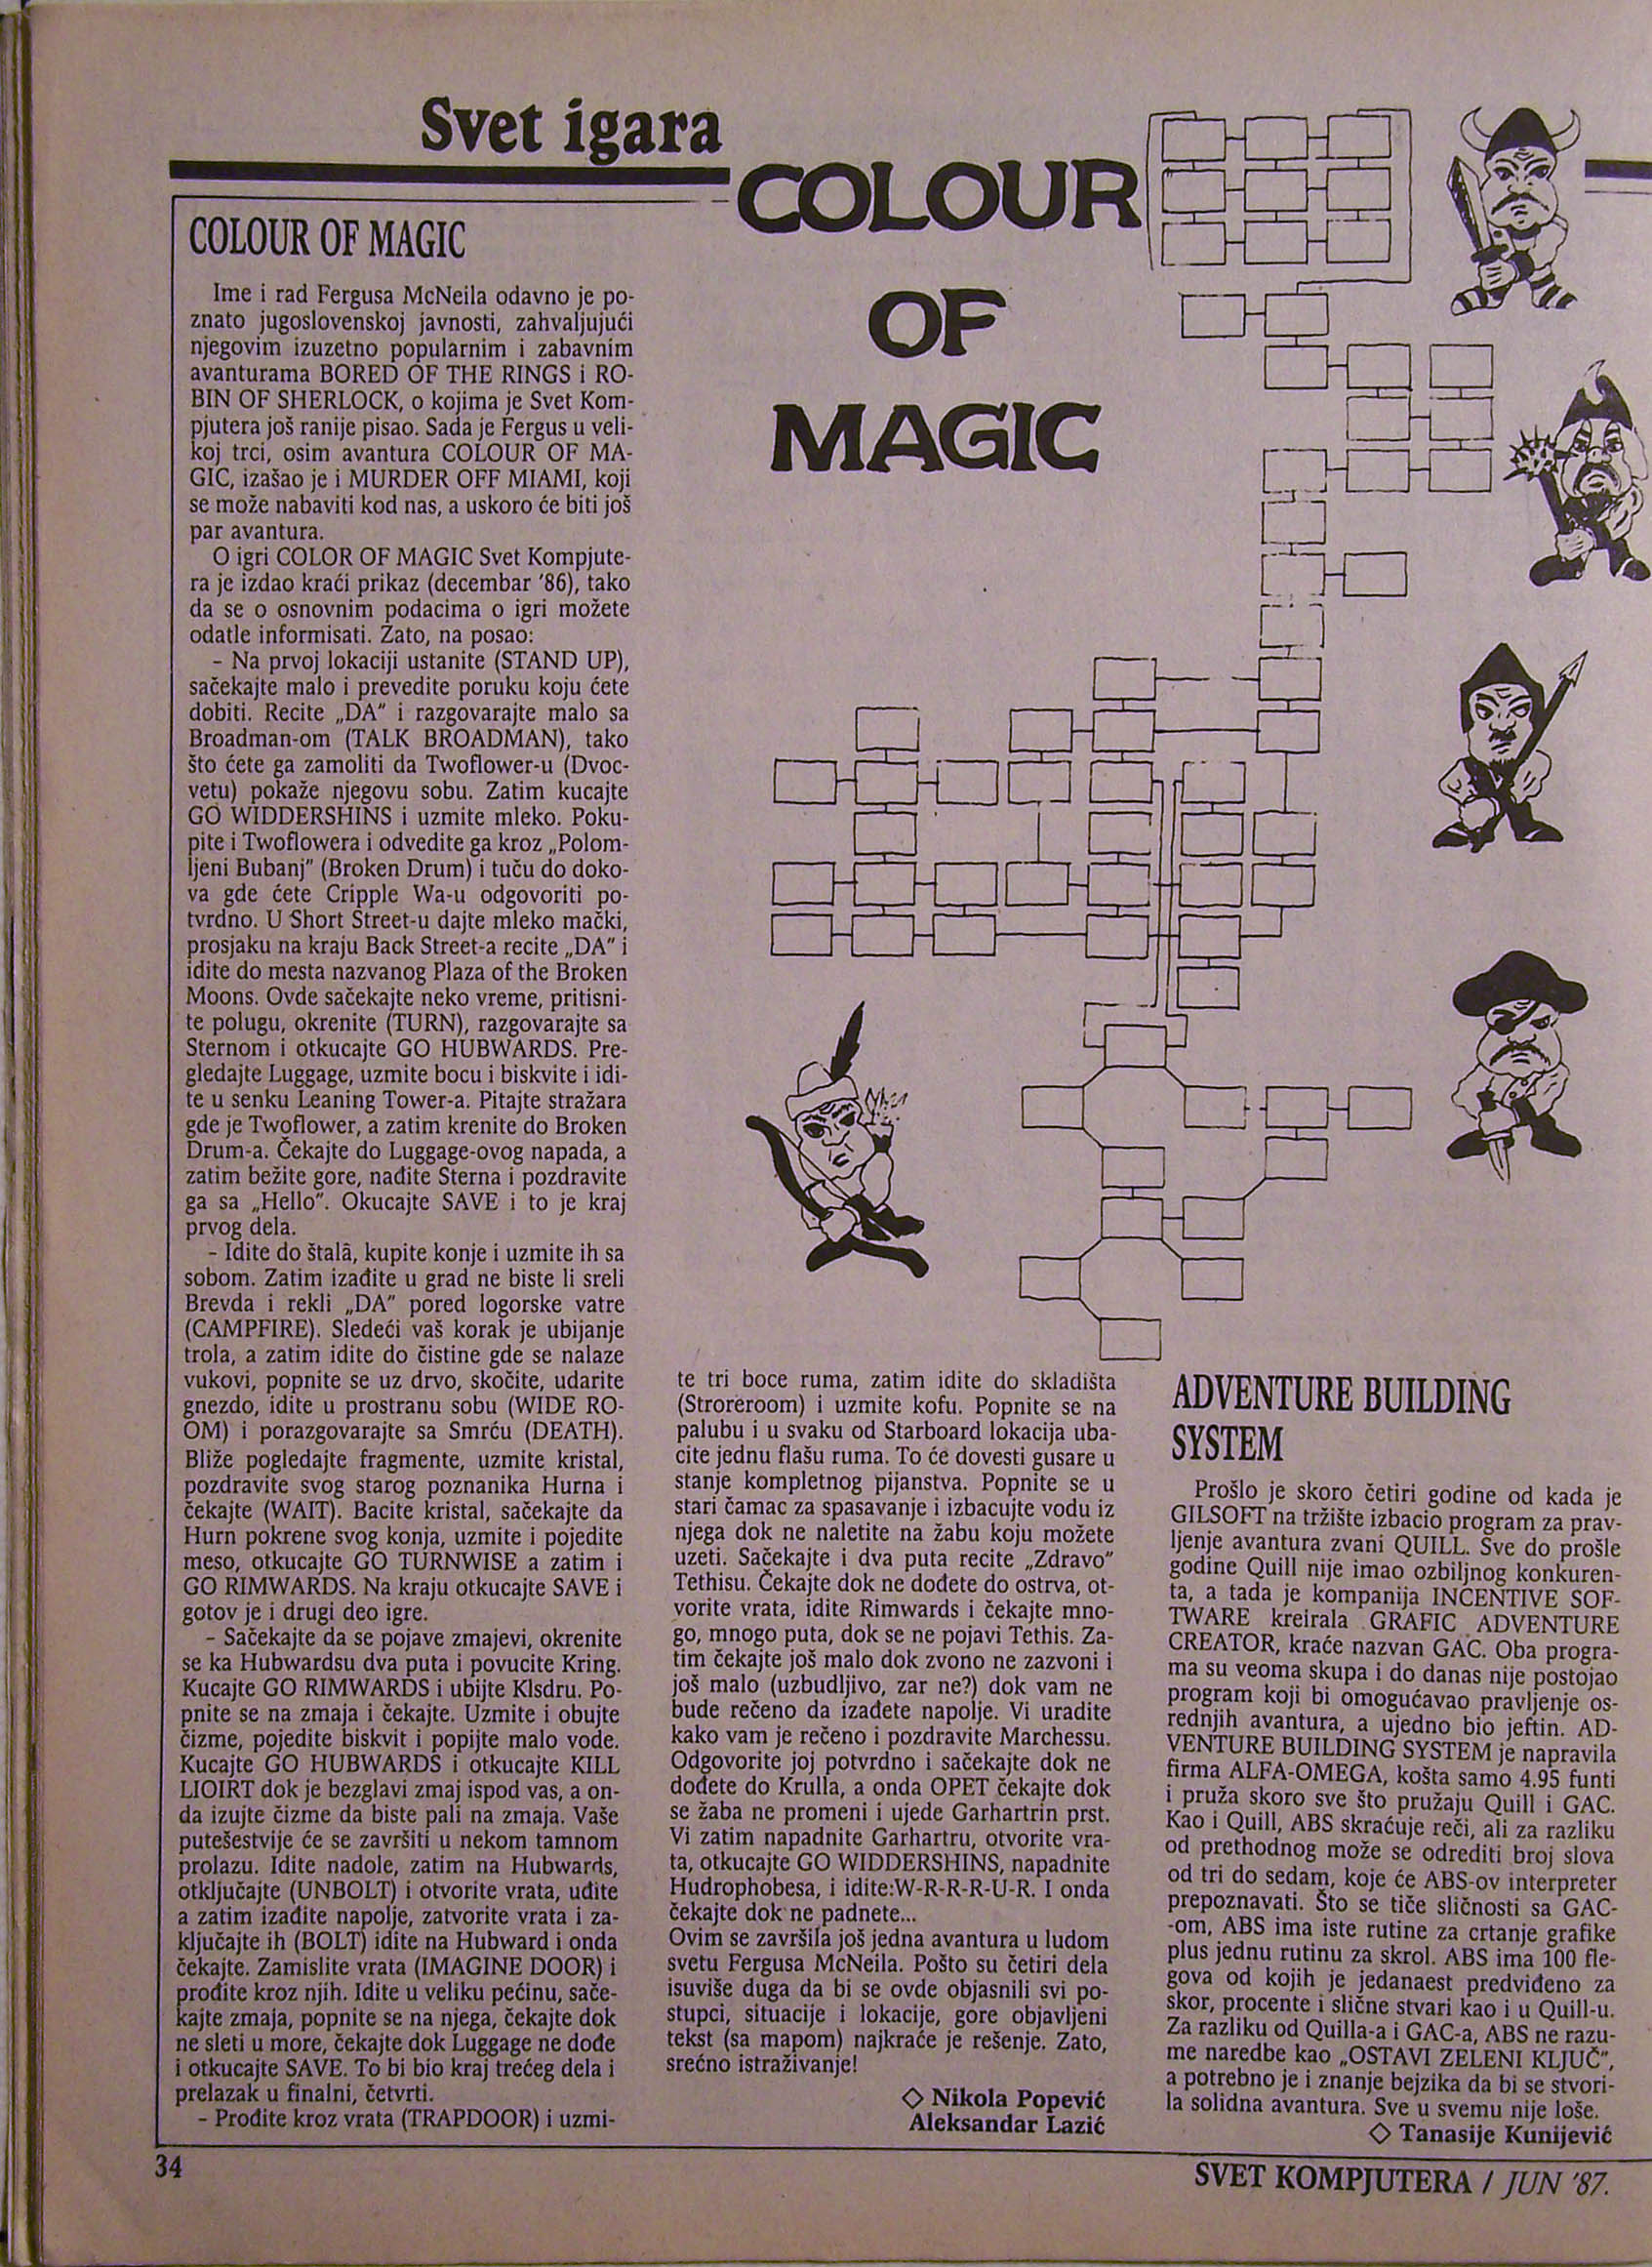 Svet igara
COLOUR
OF
MAGIC
COLOUR OF MAGIC
Ime i rad Fergusa McNeila odavno je po-
znato jugoslovenskoj javnosti, zahvaljujući
njegovim izuzetno popularnim i zabavnim
avanturama BORED OF THE RINGS i RO-
BIN OF SHERLOCK, o kojima je Svet Kom-
pjutera još ranije pisao. Sada je Fergus u veli-
koj trci, osim avantura COLOUR OF MA-
GIC, izašao je i MURDER OFF MIAMI, koji
se može nabaviti kod nas, a uskoro će biti još
par avantura.
O igri COLOR OF MAGIC Svet Kompjute-
ra je izdao kraći prikaz (decembar '86), tako
da se o osnovnim podacima o igri možete
odatle informisati. Zato, na posao:
– Na prvoj lokaciji ustanite (STAND UP),
sačekajte malo i prevedite poruku koju ćete
dobiti. Recite „DA" i razgovarajte malo sa
Broadman-om (TALK BROADMAN), tako
što ćete ga zamoliti da Twoflower-u (Dvoc-
vetu) pokaže njegovu sobu. Zatim kucajte
GO WIDDERSHINS i uzmite mleko. Poku-
pite i Twoflowera i odvedite ga kroz „Polom-
ljeni Bubanj" (Broken Drum) i tuču do doko-
va gde ćete Cripple Wa-u odgovoriti po-
tvrdno. U Short Street-u dajte mleko mački,
prosjaku na kraju Back Street-a recite „DA" i
idite do mesta nazvanog Plaza of the Broken
Moons. Ovde sačekajte neko vreme, pritisni-
te polugu, okrenite (TURN), razgovarajte sa
Sternom i otkucajte GO HUBWARDS. Pre-
gledajte Luggage, uzmite bocu i biskvite i idi-
te u senku Leaning Tower-a. Pitajte stražara
gde je Twoflower, a zatim krenite do Broken
Drum-a. Čekajte do Luggage-ovog napada, a
zatim bežite gore, nađite Sterna i pozdravite
ga sa „Hello". Okucajte SAVE i to je kraj
prvog dela.
– Idite do štalâ, kupite konje i uzmite ih sa
sobom. Zatim izađite u grad ne biste li sreli
Brevda i rekli „DA" pored logorske vatre
(CAMPFIRE). Sledeći vaš korak je ubijanje
trola, a zatim idite do čistine gde se nalaze
vukovi, popnite se uz drvo, skočite, udarite
gnezdo, idite u prostranu sobu (WIDE RO-
OM) i porazgovarajte sa Smrću (DEATH).
Bliže pogledajte fragmente, uzmite kristal,
pozdravite svog starog poznanika Hurna i
čekajte (WAIT). Bacite kristal, sačekajte da
Hurn pokrene svog konja, uzmite i pojedite
meso, otkucajte GO TURNWISE a zatim i
GO RIMWARDS. Na kraju otkucajte SAVE i
gotov je i drugi deo igre.
– Sačekajte da se pojave zmajevi, okrenite
se ka Hubwardsu dva puta i povucite Kring.
Kucajte GO RIMWARDS i ubijte Klsdru. Po-
pnite se na zmaja i čekajte. Uzmite i obujte
čizme, pojedite biskvit i popijte malo vode.
Kucajte GO HUBWARDS i otkucajte KILL
LIOIRT dok je bezglavi zmaj ispod vas, a on-
da izujte čizme da biste pali na zmaja. Vaše
putešestvije će se završiti u nekom tamnom
prolazu. Idite nadole, zatim na Hubwards,
otključajte (UNBOLT) i otvorite vrata, uđite
a zatim izađite napolje, zatvorite vrata i za-
ključajte ih (BOLT) idite na Hubward i onda
čekajte. Zamislite vrata (IMAGINE DOOR) i
prođite kroz njih. Idite u veliku pećinu, sače-
kajte zmaja, popnite se na njega, čekajte dok
ne sleti u more, čekajte dok Luggage ne dođe
i otkucajte SAVE. To bi bio kraj trećeg dela i
prelazak u finalni, četvrti.
– Prođite kroz vrata (TRAPDOOR) i uzmi-
te tri boce ruma, zatim idite do skladišta
(Stroreroom) i uzmite kofu. Popnite se na
palubu i u svaku od Starboard lokacija uba-
cite jednu flašu ruma. To će dovesti gusare u
stanje kompletnog pijanstva. Popnite se u
stari čamac za spasavanje i izbacujte vodu iz
njega dok ne naletite na žabu koju možete
uzeti. Sačekajte i dva puta recite „Zdravo"
Tethisu. Čekajte dok ne dođete do ostrva, ot-
vorite vrata, idite Rimwards i čekajte mno-
go, mnogo puta, dok se ne pojavi Tethis. Za-
tim čekajte još malo dok zvono ne zazvoni i
još malo (uzbudljivo, zar ne?) dok vam ne
bude rečeno da izađete napolje. Vi uradite
kako vam je rečeno i pozdravite Marchessu.
Odgovorite joj potvrdno i sačekajte dok ne
dođete do Krulla, a onda OPET čekajte dok
se žaba ne promeni i ujede Garhartrin prst.
Vi zatim napadnite Garhartru, otvorite vra-
ta, otkucajte GO WIDDERSHINS, napadnite
Hudrophobesa, i idite:W-R-R-R-U-R. I onda
čekajte dok ne padnete...
Ovim se završila još jedna avantura u ludom
svetu Fergusa McNeila. Pošto su četiri dela
isuviše duga da bi se ovde objasnili svi po-
stupci, situacije i lokacije, gore objavljeni
tekst (sa mapom) najkraće je rešenje. Zato,
srećno istraživanje!
◇ Nikola Popević
Aleksandar Lazić
ADVENTURE BUILDING
SYSTEM
Prošlo je skoro četiri godine od kada je
GILSOFT na tržište izbacio program za prav-
ljenje avantura zvani QUILL. Sve do prošle
godine Quill nije imao ozbiljnog konkuren-
ta, a tada je kompanija INCENTIVE SOF-
TWARE kreirala GRAFIC ADVENTURE
CREATOR, kraće nazvan GAC. Oba progra-
ma su veoma skupa i do danas nije postojao
program koji bi omogućavao pravljenje os-
rednjih avantura, a ujedno bio jeftin. AD-
VENTURE BUILDING SYSTEM je napravila
firma ALFA-OMEGA, košta samo 4.95 funti
i pruža skoro sve što pružaju Quill i GAC.
Kao i Quill, ABS skraćuje reči, ali za razliku
od prethodnog može se odrediti broj slova
od tri do sedam, koje će ABS-ov interpreter
prepoznavati. Što se tiče sličnosti sa GAC-
-om, ABS ima iste rutine za crtanje grafike
plus jednu rutinu za skrol. ABS ima 100 fle-
gova od kojih je jedanaest predviđeno za
skor, procente i slične stvari kao i u Quill-u.
Za razliku od Quilla-a i GAC-a, ABS ne razu-
me naredbe kao „OSTAVI ZELENI KLJUČ",
a potrebno je i znanje bejzika da bi se stvori-
la solidna avantura. Sve u svemu nije loše.
◇ Tanasije Kunijević
34
SVET KOMPJUTERA / JUN '87.